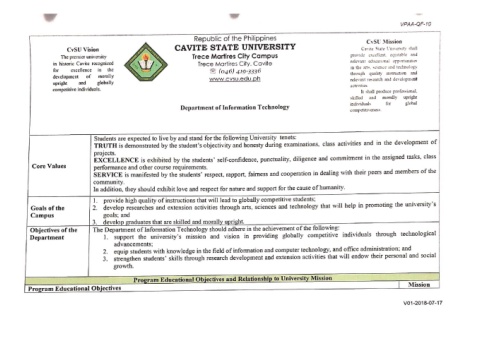 VPAA-QF-10
Republic of the Philippines
CvSU Vision
The premier university
in historic Cavite recognized
for excellence in the
development of morally
upright and globally
competitive individuals.
CAVITE STATE UNIVERSITY
Trece Martires City Campus
Trece Martires City, Cavite
☏ (046) 410-3336
www.cvsu.edu.ph
CvSU Mission
Cavite State University shall
provide excellent, equitable and
relevant educational opportunities
in the arts, science and technology
through quality instruction and
relevant research and development
activities.
It shall produce professional,
skilled and morally upright
individuals for global
competitiveness.
Department of Information Technology
Core Values
Students are expected to live by and stand for the following University tenets:
TRUTH is demonstrated by the student's objectivity and honesty during examinations, class activities and in the development of
projects.
EXCELLENCE is exhibited by the students' self-confidence, punctuality, diligence and commitment in the assigned tasks, class
performance and other course requirements.
SERVICE is manifested by the students' respect, support, fairness and cooperation in dealing with their peers and members of the
community.
In addition, they should exhibit love and respect for nature and support for the cause of humanity.
Goals of the
Campus
1. provide high quality of instructions that will lead to globally competitive students;
2. develop researches and extension activities through arts, sciences and technology that will help in promoting the university's
goals; and
3. develop graduates that are skilled and morally upright.
Objectives of the
Department
The Department of Information Technology should adhere in the achievement of the following:
1. support the university's mission and vision in providing globally competitive individuals through technological
advancements;
2. equip students with knowledge in the field of information and computer technology, and office administration; and
3. strengthen students' skills through research development and extension activities that will endow their personal and social
growth.
Program Educational Objectives and Relationship to University Mission
Program Educational Objectives
Mission
V01-2018-07-17